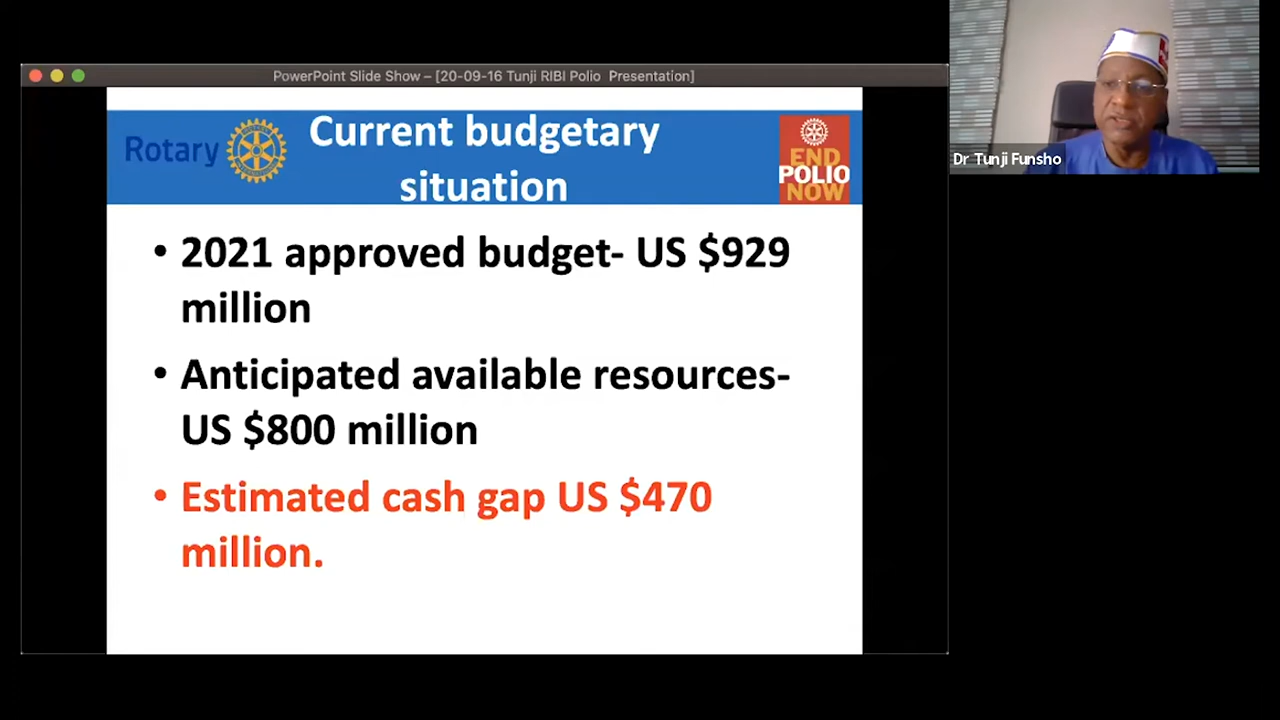 PowerPoint Slide Show – [20-09-16 Tunji RIBI Polio  Presentation]
Rotary
Current budgetary
situation
END
POLIO
NOW
• 2021 approved budget- US $929
million
• Anticipated available resources-
US $800 million
• Estimated cash gap US $470
million.
Dr Tunji Funsho